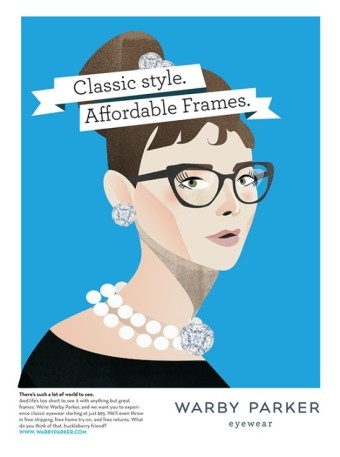 Classic style.
Affordable Frames.
There's such a lot of world to see.
And life's too short to see it with anything but great
frames. We're Warby Parker, and we want you to experi-
ence classic eyewear starting at just $95. We'll even throw
in free shipping, free home try on, and free returns. What
do you think of that, huckleberry friend?
WWW.WARBYPARKER.COM
WARBY PARKER
eyewear